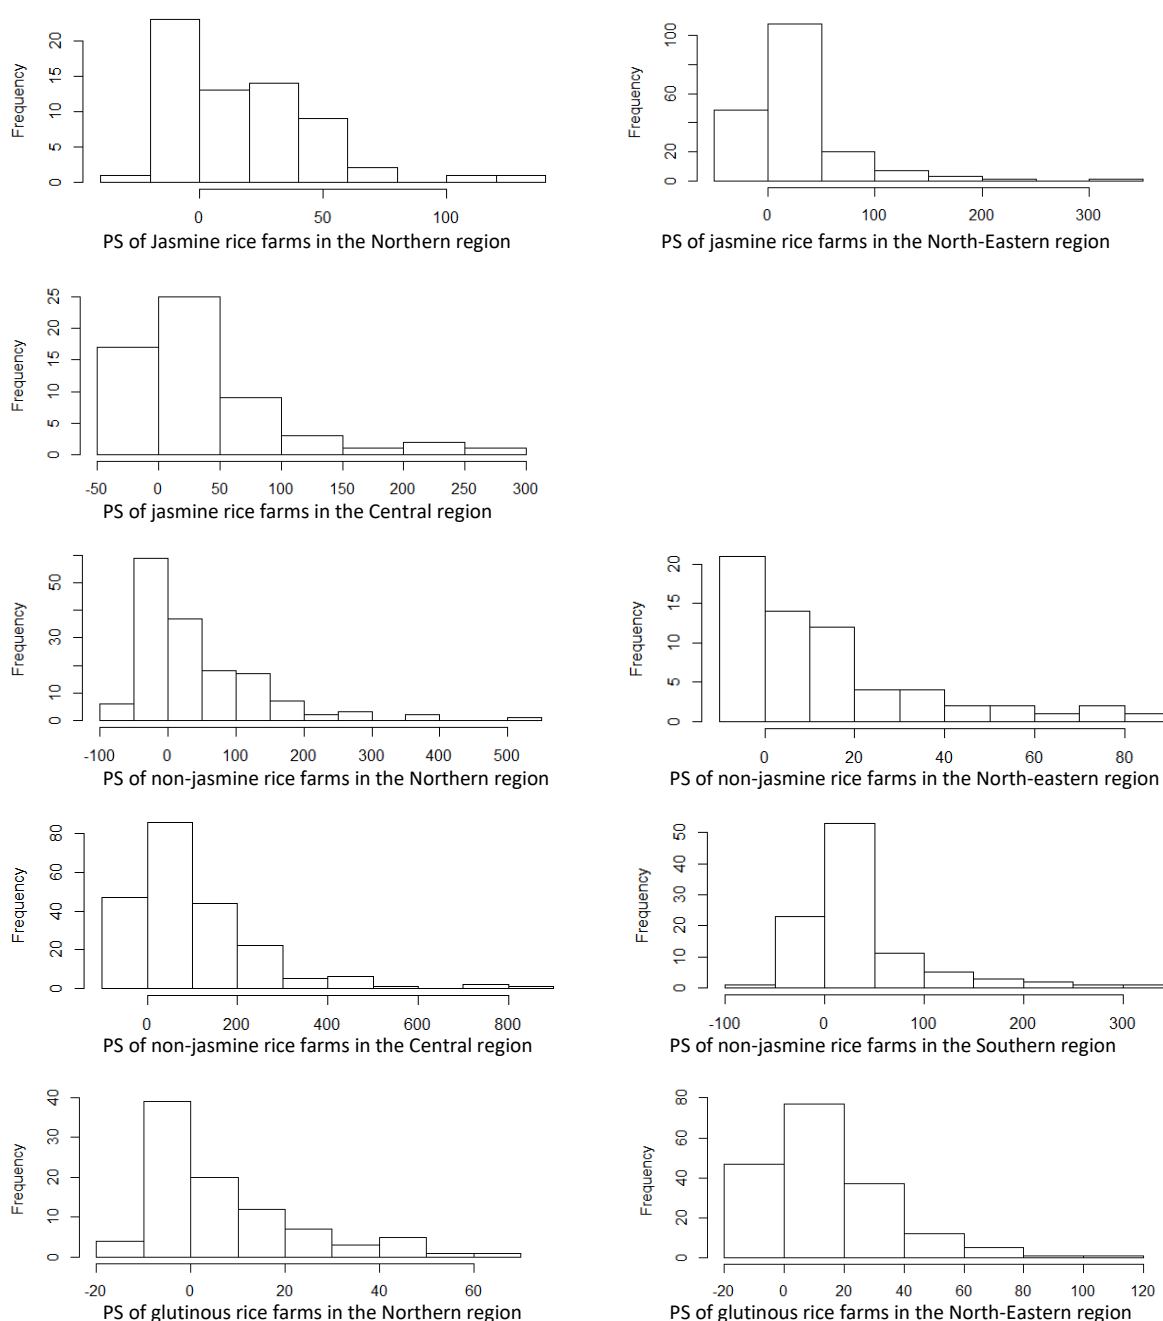 Frequency
20
15
10
5
0
0 50 100
PS of Jasmine rice farms in the Northern region
Frequency
100
60
20
0
0 100 200 300
PS of jasmine rice farms in the North-Eastern region
Frequency
25
20
15
10
5
0
-50 0 50 100 150 200 250 300
PS of jasmine rice farms in the Central region
Frequency
50
30
10
0
-100 0 100 200 300 400 500
PS of non-jasmine rice farms in the Northern region
Frequency
20
15
10
5
0
0 20 40 60 80
PS of non-jasmine rice farms in the North-eastern region
Frequency
80
60
40
20
0
0 200 400 600 800
PS of non-jasmine rice farms in the Central region
Frequency
50
40
30
20
10
0
-100 0 100 200 300
PS of non-jasmine rice farms in the Southern region
Frequency
40
30
20
10
0
-20 0 20 40 60
PS of glutinous rice farms in the Northern region
Frequency
80
60
40
20
0
-20 0 20 40 60 80 100 120
PS of glutinous rice farms in the North-Eastern region